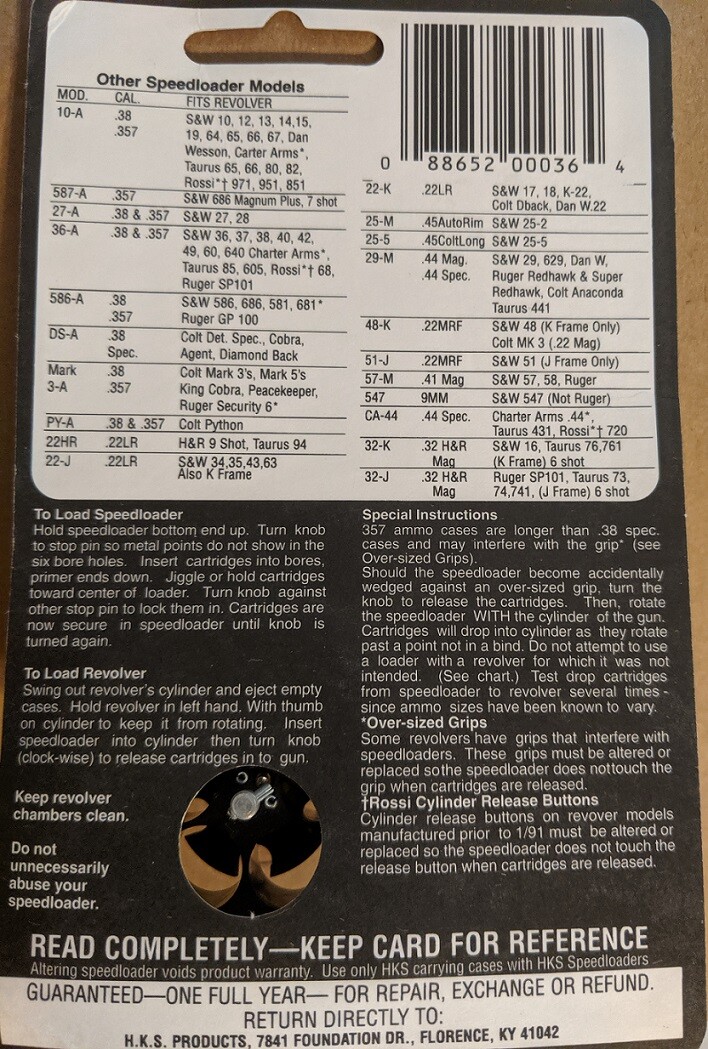 Other Speedloader Models
MOD. CAL. FITS REVOLVER
10-A .38 S&W 10, 12, 13, 14,15,
.357 19, 64, 65, 66, 67, Dan
Wesson, Carter Arms*,
Taurus 65, 66, 80, 82,
Rossi*† 971, 951, 851
587-A .357 S&W 686 Magnum Plus, 7 shot
27-A .38 & .357 S&W 27, 28
36-A .38 & .357 S&W 36, 37, 38, 40, 42,
49, 60, 640 Charter Arms*,
Taurus 85, 605, Rossi*† 68,
Ruger SP101
586-A .38 S&W 586, 686, 581, 681*
.357 Ruger GP 100
DS-A .38 Colt Det. Spec., Cobra,
Spec. Agent, Diamond Back
Mark .38 Colt Mark 3's, Mark 5's
3-A .357 King Cobra, Peacekeeper,
Ruger Security 6*
PY-A .38 & .357 Colt Python
22HR .22LR H&R 9 Shot, Taurus 94
22-J .22LR S&W 34,35,43,63
Also K Frame
0 88652 00036 4
22-K .22LR S&W 17, 18, K-22,
Colt Dback, Dan W.22
25-M .45AutoRim S&W 25-2
25-5 .45ColtLong S&W 25-5
29-M .44 Mag. S&W 29, 629, Dan W,
.44 Spec. Ruger Redhawk & Super
Redhawk, Colt Anaconda
Taurus 441
48-K .22MRF S&W 48 (K Frame Only)
Colt MK 3 (.22 Mag)
51-J .22MRF S&W 51 (J Frame Only)
57-M .41 Mag S&W 57, 58, Ruger
547 9MM S&W 547 (Not Ruger)
CA-44 .44 Spec. Charter Arms .44*,
Taurus 431, Rossi*† 720
32-K .32 H&R S&W 16, Taurus 76,761
Mag (K Frame) 6 shot
32-J .32 H&R Ruger SP101, Taurus 73,
Mag 74,741, (J Frame) 6 shot
To Load Speedloader
Hold speedloader bottom end up. Turn knob
to stop pin so metal points do not show in the
six bore holes. Insert cartridges into bores,
primer ends down. Jiggle or hold cartridges
toward center of loader. Turn knob against
other stop pin to lock them in. Cartridges are
now secure in speedloader until knob is
turned again.
To Load Revolver
Swing out revolver's cylinder and eject empty
cases. Hold revolver in left hand. With thumb
on cylinder to keep it from rotating. Insert
speedloader into cylinder then turn knob
(clock-wise) to release cartridges in to gun.
Keep revolver
chambers clean.
Do not
unnecessarily
abuse your
speedloader.
Special Instructions
357 ammo cases are longer than .38 spec.
cases and may interfere with the grip* (see
Over-sized Grips).
Should the speedloader become accidentally
wedged against an over-sized grip, turn the
knob to release the cartridges. Then, rotate
the speedloader WITH the cylinder of the gun.
Cartridges will drop into cylinder as they rotate
past a point not in a bind. Do not attempt to use
a loader with a revolver for which it was not
intended. (See chart.) Test drop cartridges
from speedloader to revolver several times -
since ammo sizes have been known to vary.
*Over-sized Grips
Some revolvers have grips that interfere with
speedloaders. These grips must be altered or
replaced so the speedloader does not touch the
grip when cartridges are released.
†Rossi Cylinder Release Buttons
Cylinder release buttons on revover models
manufactured prior to 1/91 must be altered or
replaced so the speedloader does not touch the
release button when cartridges are released.
READ COMPLETELY—KEEP CARD FOR REFERENCE
Altering speedloader voids product warranty. Use only HKS carrying cases with HKS Speedloaders
GUARANTEED—ONE FULL YEAR— FOR REPAIR, EXCHANGE OR REFUND.
RETURN DIRECTLY TO:
H.K.S. PRODUCTS, 7841 FOUNDATION DR., FLORENCE, KY 41042